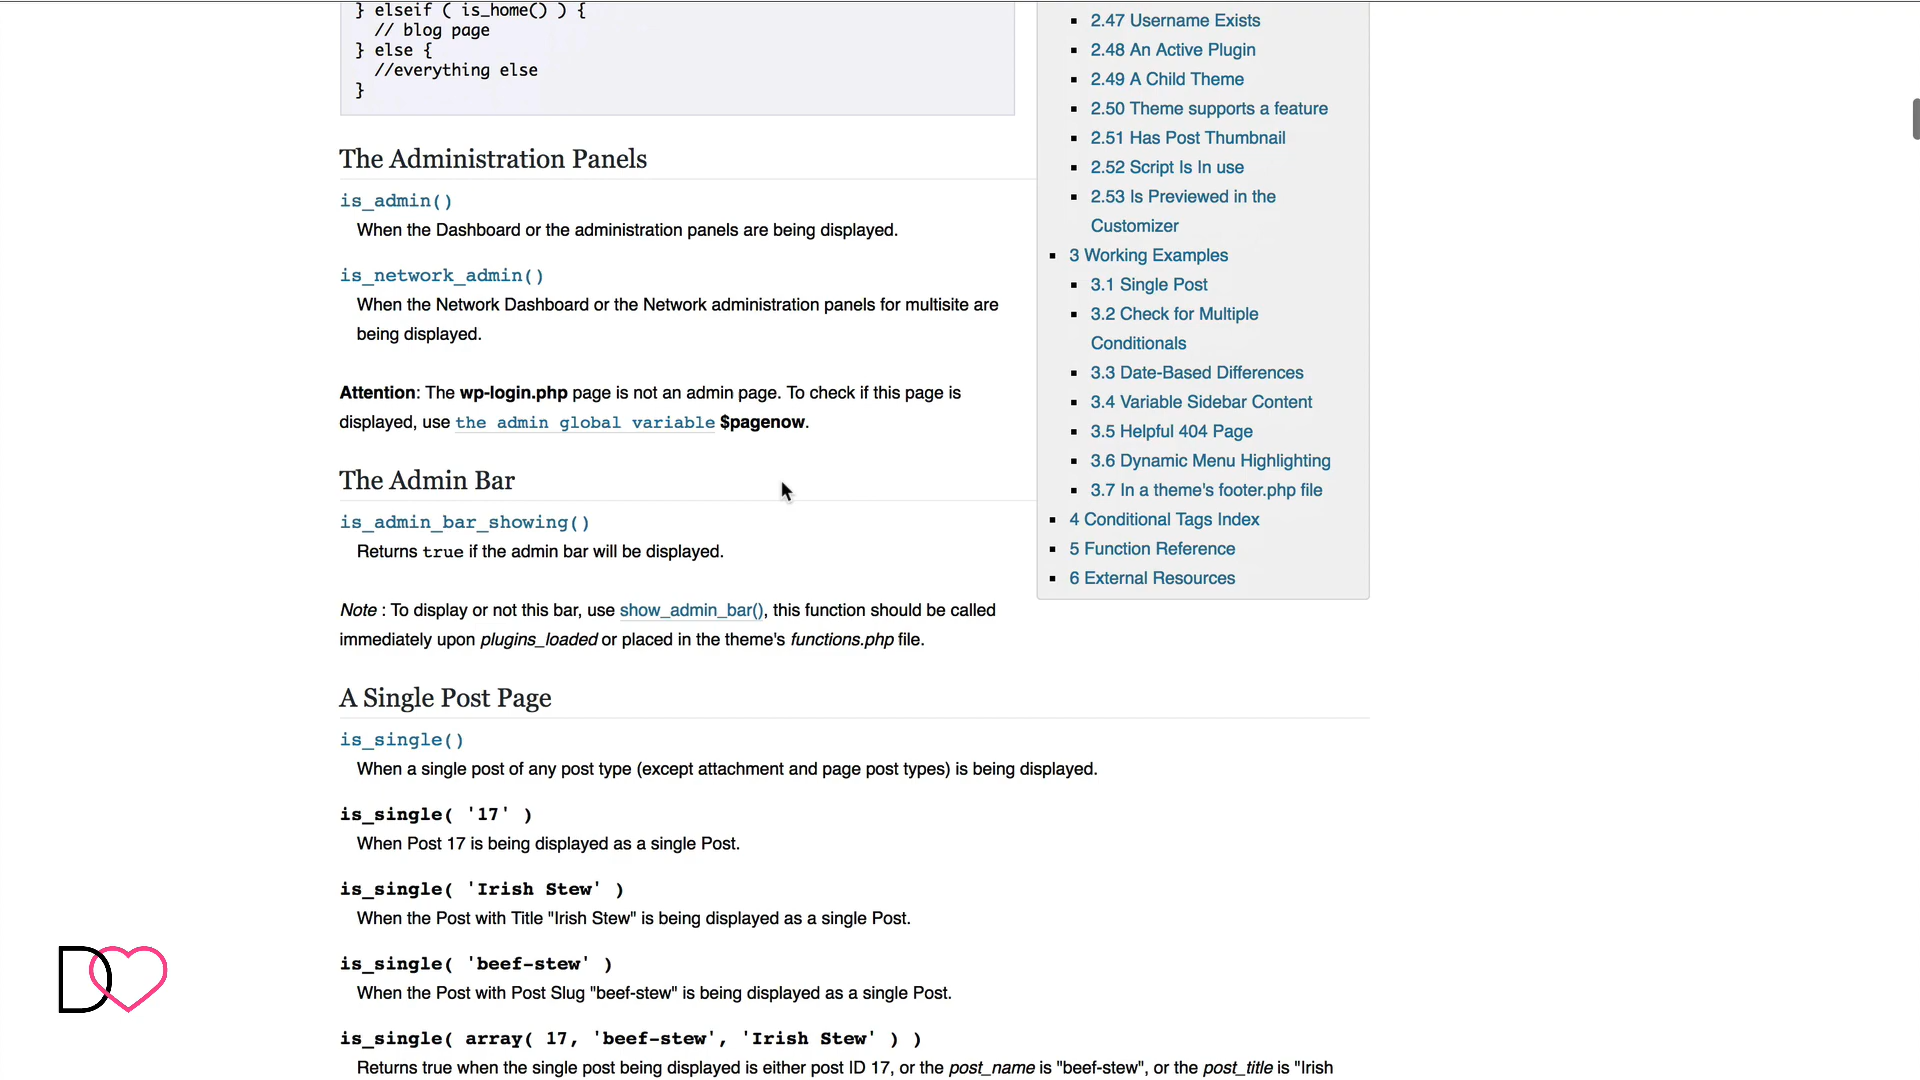 } elseif ( is_home() ) {
// blog page
} else {
//everything else
}
The Administration Panels
is_admin()
When the Dashboard or the administration panels are being displayed.
is_network_admin()
When the Network Dashboard or the Network administration panels for multisite are
being displayed.
Attention: The wp-login.php page is not an admin page. To check if this page is
displayed, use the admin global variable $pagenow.
The Admin Bar
is_admin_bar_showing()
Returns true if the admin bar will be displayed.
Note : To display or not this bar, use show_admin_bar(), this function should be called
immediately upon plugins_loaded or placed in the theme's functions.php file.
A Single Post Page
is_single()
When a single post of any post type (except attachment and page post types) is being displayed.
is_single( '17' )
When Post 17 is being displayed as a single Post.
is_single( 'Irish Stew' )
When the Post with Title "Irish Stew" is being displayed as a single Post.
is_single( 'beef-stew' )
When the Post with Post Slug "beef-stew" is being displayed as a single Post.
is_single( array( 17, 'beef-stew', 'Irish Stew' ) )
Returns true when the single post being displayed is either post ID 17, or the post_name is "beef-stew", or the post_title is "Irish
2.47 Username Exists
2.48 An Active Plugin
2.49 A Child Theme
2.50 Theme supports a feature
2.51 Has Post Thumbnail
2.52 Script Is In use
2.53 Is Previewed in the
Customizer
3 Working Examples
3.1 Single Post
3.2 Check for Multiple
Conditionals
3.3 Date-Based Differences
3.4 Variable Sidebar Content
3.5 Helpful 404 Page
3.6 Dynamic Menu Highlighting
3.7 In a theme's footer.php file
4 Conditional Tags Index
5 Function Reference
6 External Resources
D